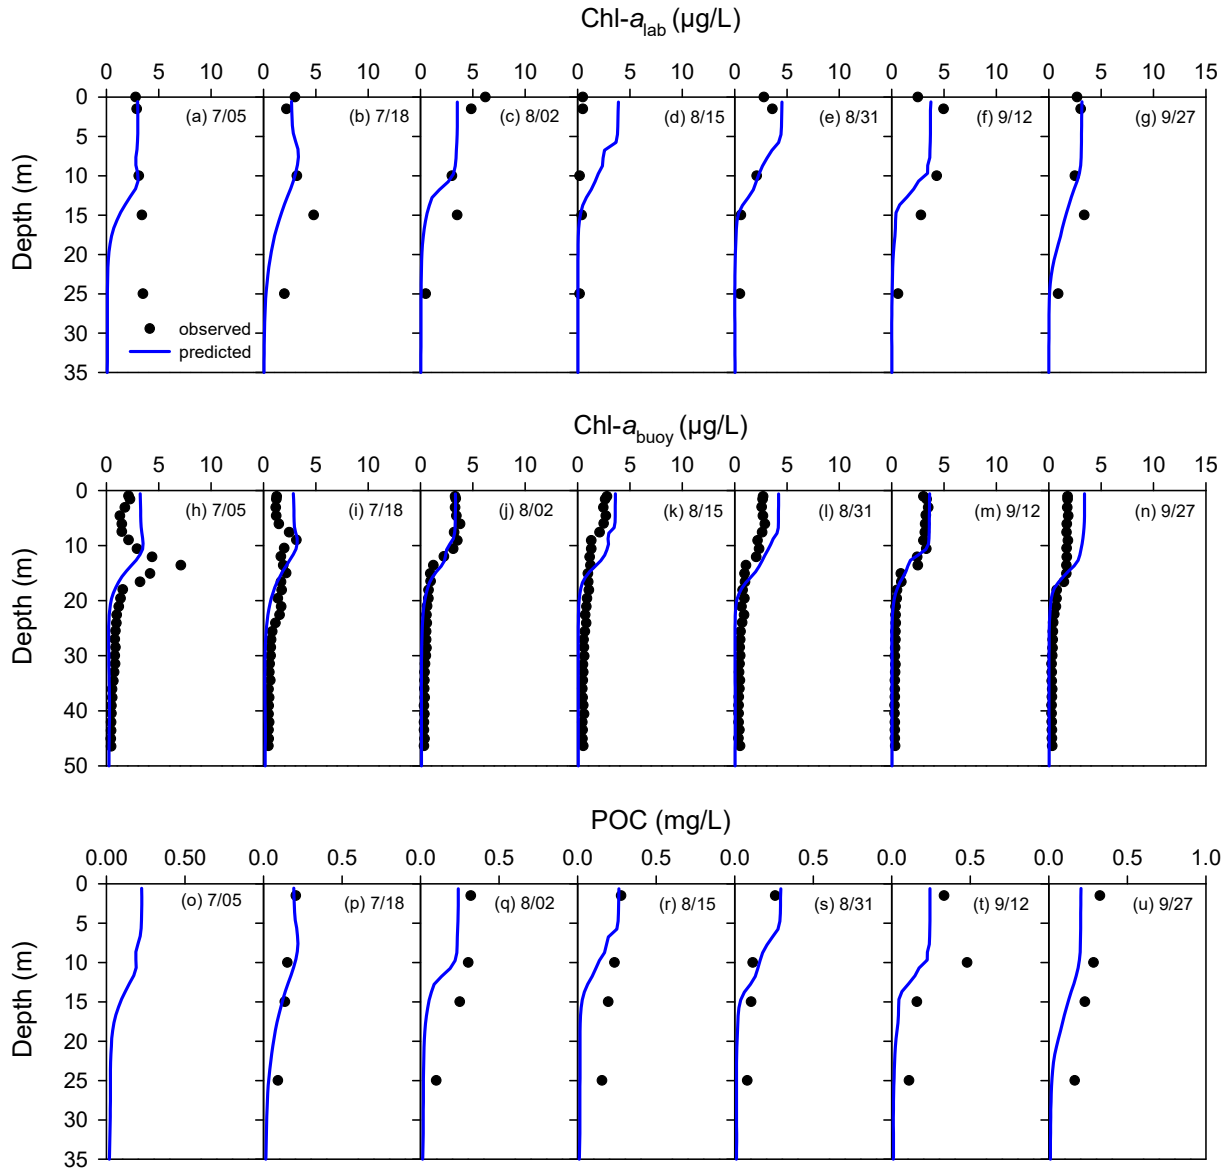 Chl-a lab (µg/L)
0 5 10 0 5 10 0 5 10 0 5 10 0 5 10 0 5 10 0 5 10 15
0
5
10
15
20
25
30
35
Depth (m)
(a) 7/05 (b) 7/18 (c) 8/02 (d) 8/15 (e) 8/31 (f) 9/12 (g) 9/27
observed
predicted
Chl-a buoy (µg/L)
0 5 10 0 5 10 0 5 10 0 5 10 0 5 10 0 5 10 0 5 10 15
0
10
20
30
40
50
Depth (m)
(h) 7/05 (i) 7/18 (j) 8/02 (k) 8/15 (l) 8/31 (m) 9/12 (n) 9/27
POC (mg/L)
0.00 0.50 0.0 0.5 0.0 0.5 0.0 0.5 0.0 0.5 0.0 0.5 0.0 0.5 1.0
0
5
10
15
20
25
30
35
Depth (m)
(o) 7/05 (p) 7/18 (q) 8/02 (r) 8/15 (s) 8/31 (t) 9/12 (u) 9/27